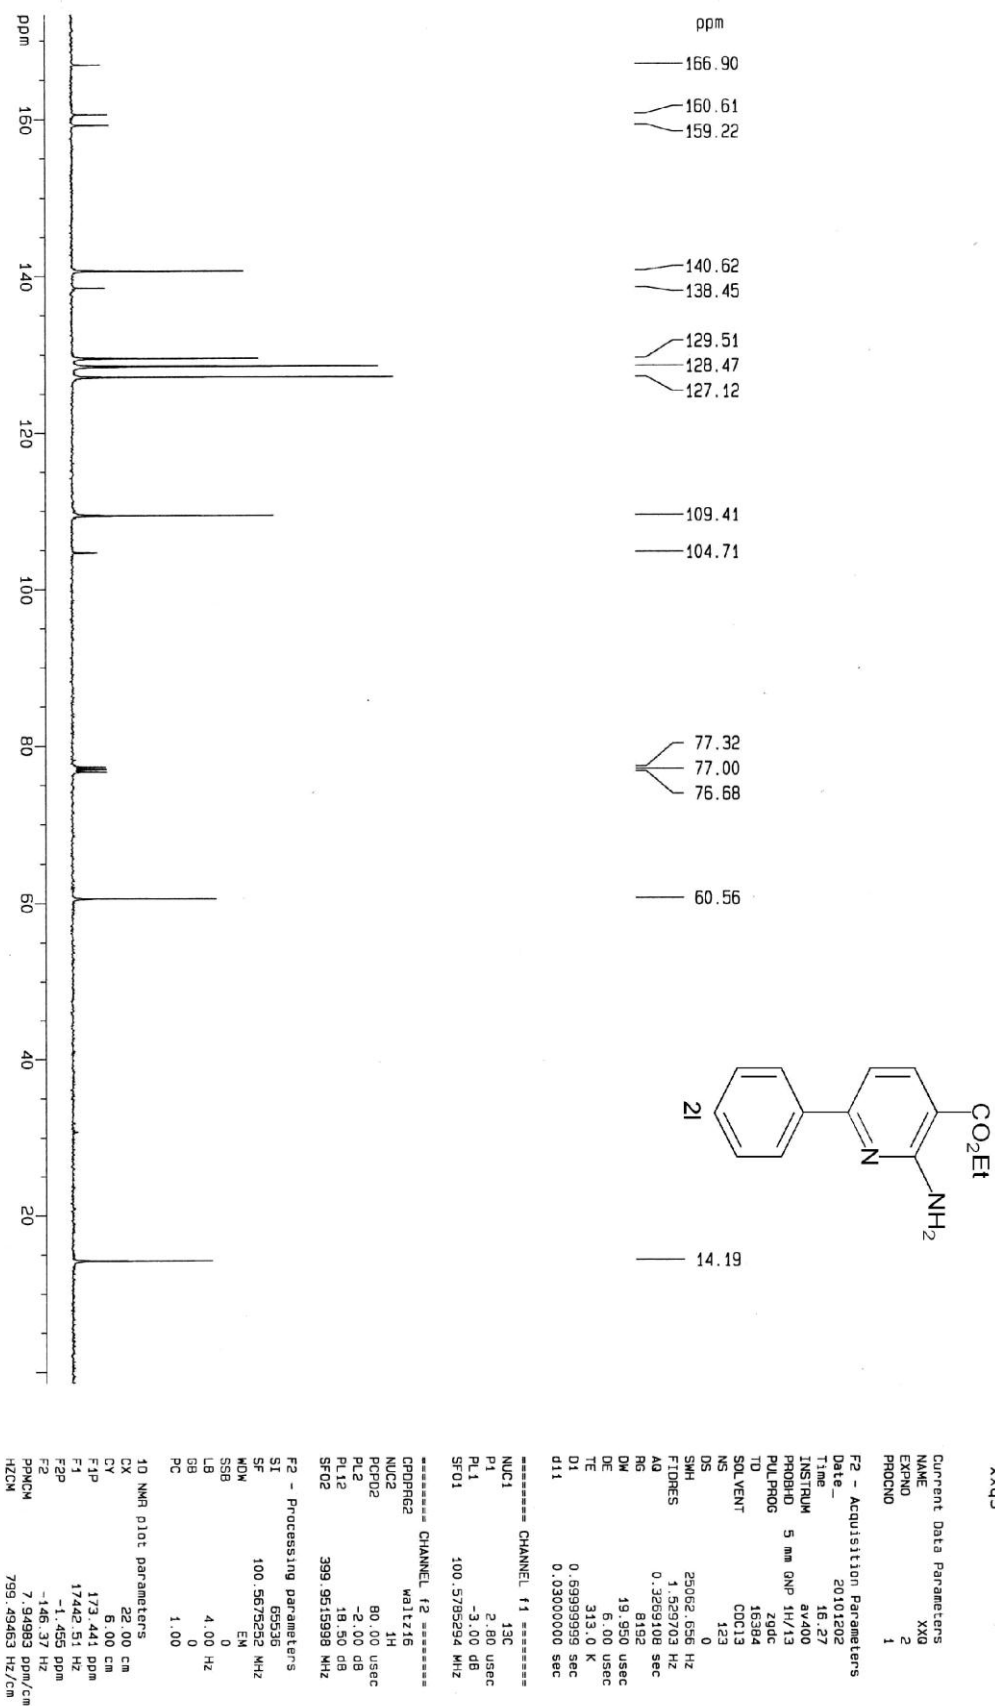 ppm
166.90
160.61
159.22
140.62
138.45
129.51
128.47
127.12
109.41
104.71
77.32
77.00
76.68
60.56
14.19
ppm
160
140
120
100
80
60
40
20
CO2Et
NH2
N
2l
Current Data Parameters
NAME XXQ
EXPNO 2
PROCNO 1
F2 - Acquisition Parameters
Date_ 20101202
Time 16.27
INSTRUM av400
PROBHD 5 mm QNP 1H/13
PULPROG zgdc
TD 16384
SOLVENT CDCl3
NS 123
DS 0
SWH 25062.656 Hz
FIDRES 1.529703 Hz
AQ 0.3269108 sec
RG 8192
DW 19.950 usec
DE 6.00 usec
TE 313.0 K
D1 0.69999999 sec
d11 0.03000000 sec
======== CHANNEL f1 ========
NUC1 13C
P1 2.80 usec
PL1 -3.00 dB
SFO1 100.5785294 MHz
======== CHANNEL f2 ========
CPDPRG2 waltz16
NUC2 1H
PCPD2 80.00 usec
PL2 -2.00 dB
PL12 18.50 dB
SFO2 399.9515998 MHz
F2 - Processing parameters
SI 65536
SF 100.5675252 MHz
WDW EM
SSB 0
LB 4.00 Hz
GB 0
PC 1.00
1D NMR plot parameters
CX 22.00 cm
CY 6.00 cm
F1P 173.441 ppm
F1 17442.51 Hz
F2P -1.455 ppm
F2 -146.37 Hz
PPMCM 7.94983 ppm/cm
HZCM 799.49463 Hz/cm